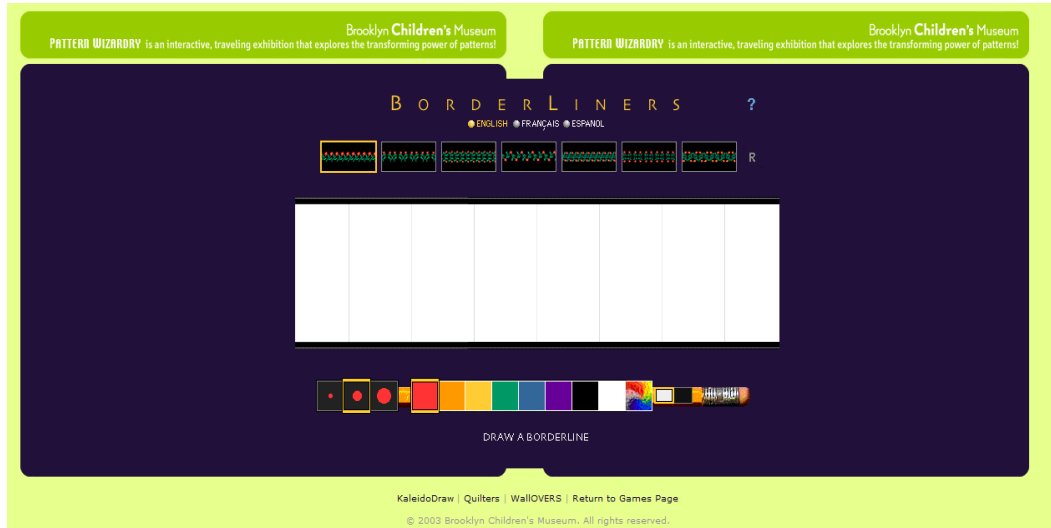 Brooklyn Children's Museum
PATTERN WIZARDRY is an interactive, traveling exhibition that explores the transforming power of patterns!
Brooklyn Children's Museum
PATTERN WIZARDRY is an interactive, traveling exhibition that explores the transforming power of patterns!
BORDERLINERS ?
ENGLISH FRANÇAIS ESPANOL
R
DRAW A BORDERLINE
KaleidoDraw | Quilters | WallOVERS | Return to Games Page
© 2003 Brooklyn Children's Museum. All rights reserved.